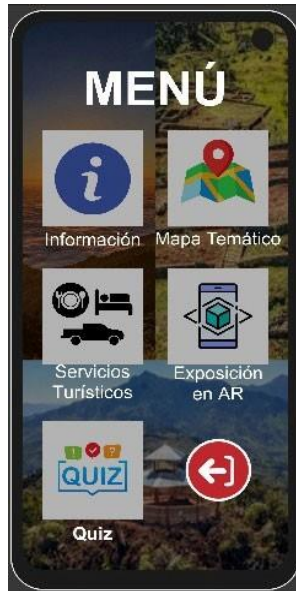 MENÚ
Información
Mapa Temático
Servicios
Turísticos
Exposición
en AR
QUIZ
Quiz